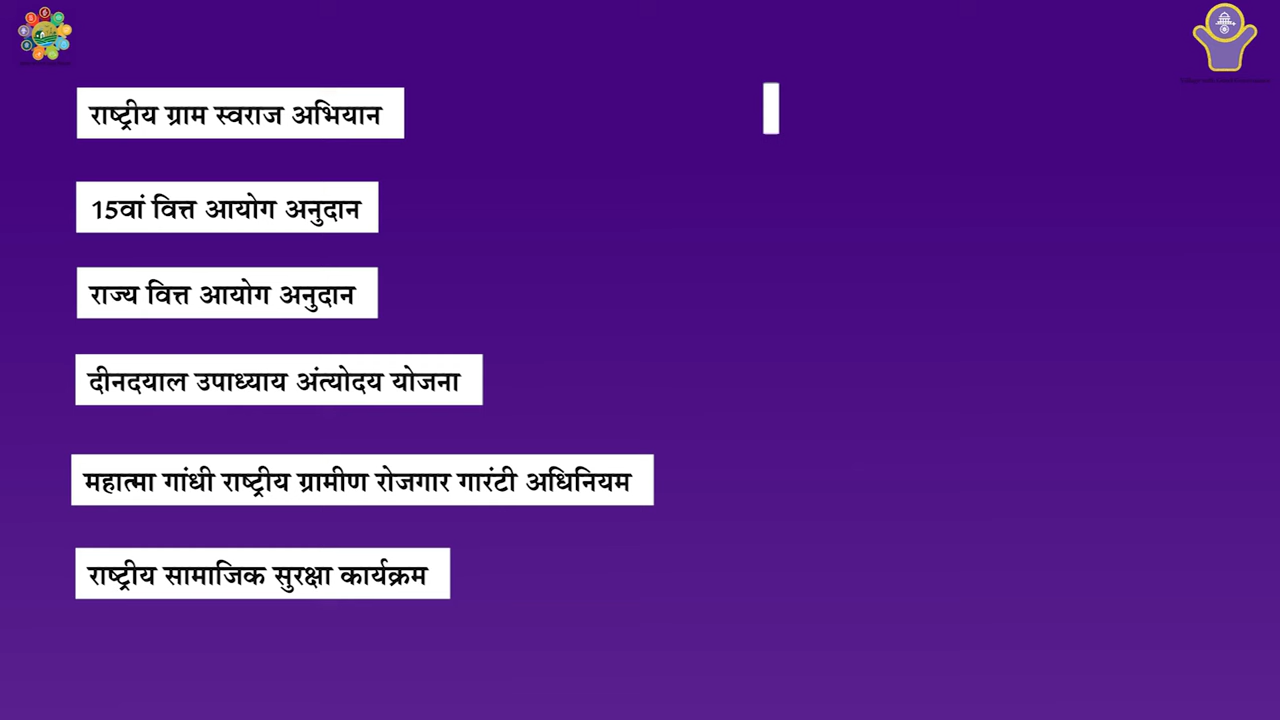 राष्ट्रीय ग्राम स्वराज अभियान
15वां वित्त आयोग अनुदान
राज्य वित्त आयोग अनुदान
दीनदयाल उपाध्याय अंत्योदय योजना
महात्मा गांधी राष्ट्रीय ग्रामीण रोजगार गारंटी अधिनियम
राष्ट्रीय सामाजिक सुरक्षा कार्यक्रम